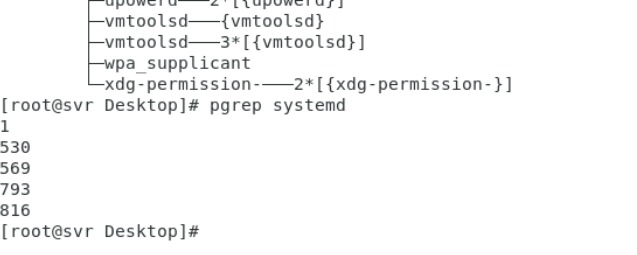 ├─upowerd───2*[{upowerd}]
├─vmtoolsd───{vmtoolsd}
├─vmtoolsd───3*[{vmtoolsd}]
├─wpa_supplicant
└─xdg-permission-───2*[{xdg-permission-}]
[root@svr Desktop]# pgrep systemd
1
530
569
793
816
[root@svr Desktop]#